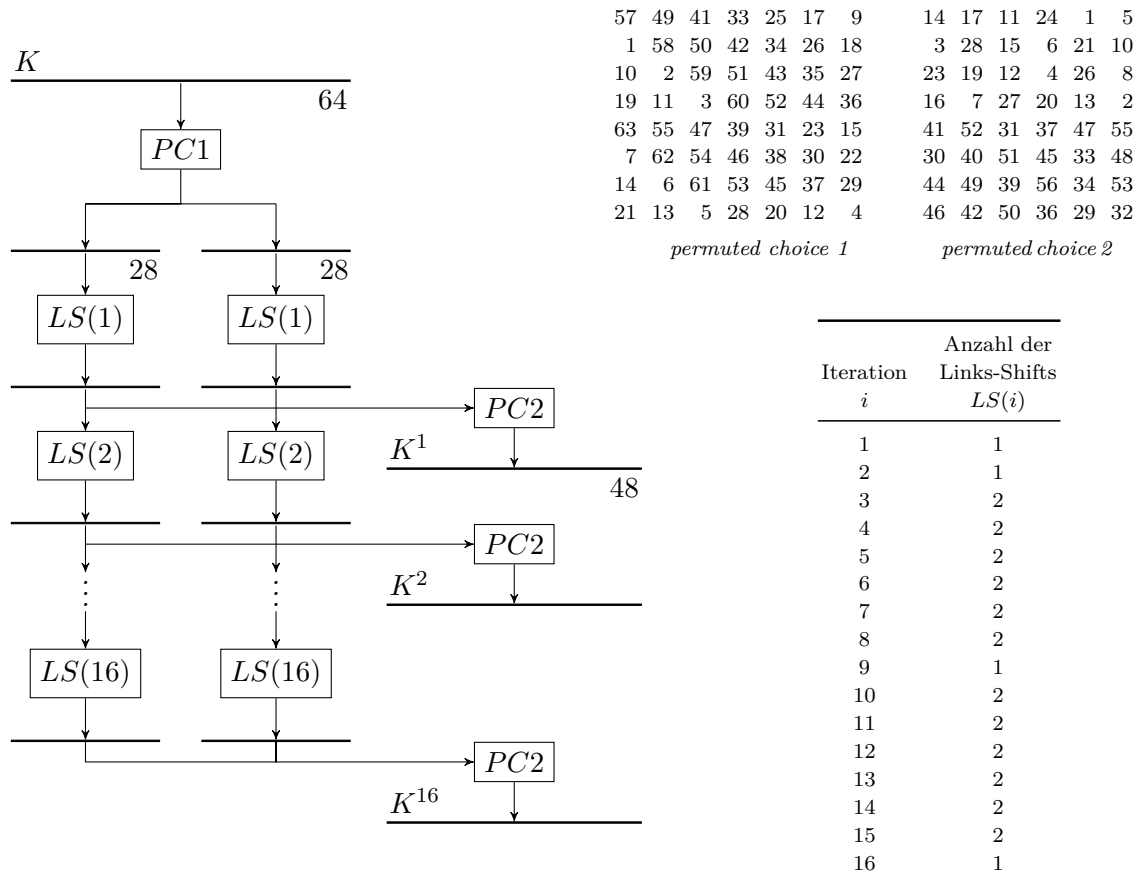 K
64
PC1
28
28
LS(1)
LS(1)
PC2
K^1
48
LS(2)
LS(2)
PC2
K^2
⋮
⋮
LS(16)
LS(16)
PC2
K^16
57 49 41 33 25 17 9
1 58 50 42 34 26 18
10 2 59 51 43 35 27
19 11 3 60 52 44 36
63 55 47 39 31 23 15
7 62 54 46 38 30 22
14 6 61 53 45 37 29
21 13 5 28 20 12 4
permuted choice 1
14 17 11 24 1 5
3 28 15 6 21 10
23 19 12 4 26 8
16 7 27 20 13 2
41 52 31 37 47 55
30 40 51 45 33 48
44 49 39 56 34 53
46 42 50 36 29 32
permuted choice 2
Anzahl der
Iteration Links-Shifts
i LS(i)
1 1
2 1
3 2
4 2
5 2
6 2
7 2
8 2
9 1
10 2
11 2
12 2
13 2
14 2
15 2
16 1